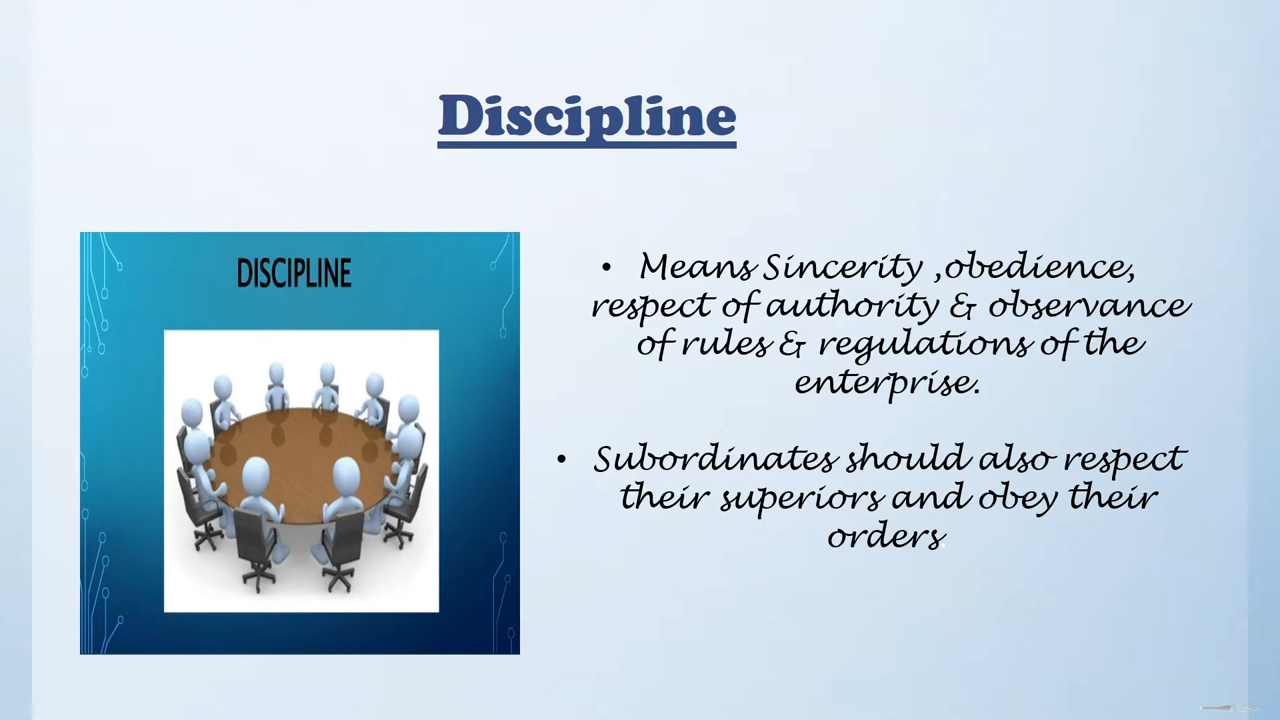 Discipline
DISCIPLINE
• Means Sincerity ,obedience,
respect of authority & observance
of rules & regulations of the
enterprise.
• Subordinates should also respect
their superiors and obey their
orders.